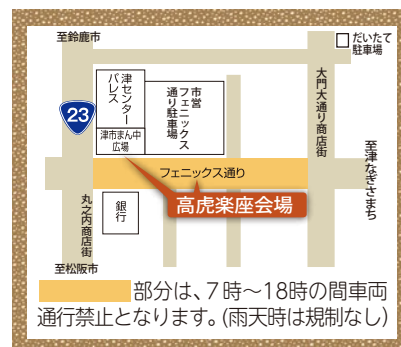 至鈴鹿市
だいたて
駐車場
津センター
パレス
市営
フェニックス
通り駐車場
大門大通り商店街
23
津市まん中
広場
至津なぎさまち
フェニックス通り
高虎楽座会場
銀行
丸之内商店街
至松阪市
部分は、7時～18時の間車両
通行禁止となります。(雨天時は規制なし)